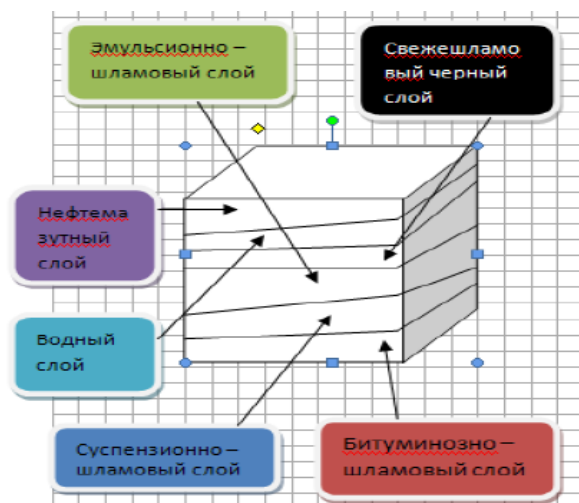 Эмульсионно –
шламовый слой
Свежешламо
вый черный
слой
Нефтема
зутный
слой
Водный
слой
Суспензионно –
шламовый слой
Битуминозно –
шламовый слой